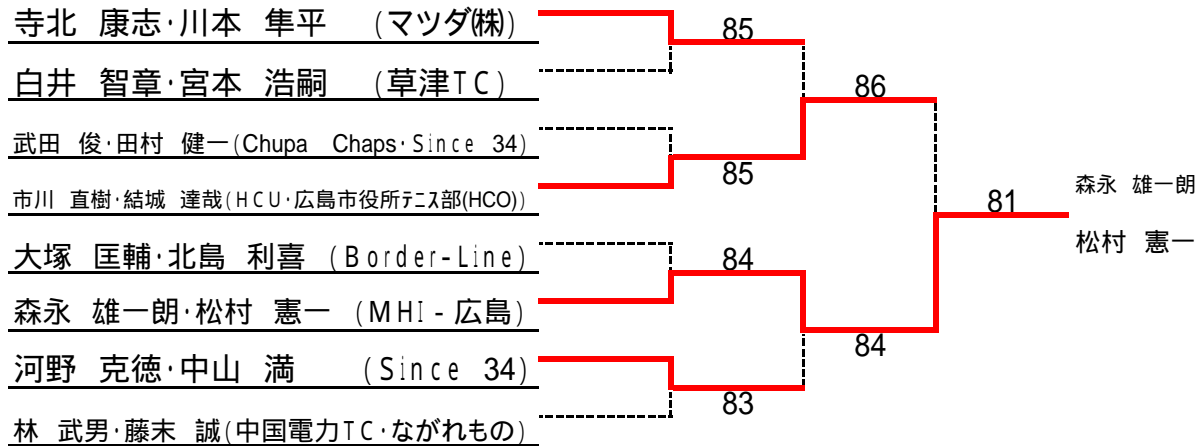 寺北 康志・川本 隼平 (マツダ㈱)
85
白井 智章・宮本 浩嗣 (草津TC)
86
武田 俊・田村 健一(Chupa Chaps・Since 34)
85
市川 直樹・結城 達哉(HCU・広島市役所テニス部(HCO))
森永 雄一朗
81
松村 憲一
大塚 匡輔・北島 利喜 (Border-Line)
84
森永 雄一朗・松村 憲一 (MHI-広島)
84
河野 克徳・中山 満 (Since 34)
83
林 武男・藤末 誠(中国電力TC・ながれもの)